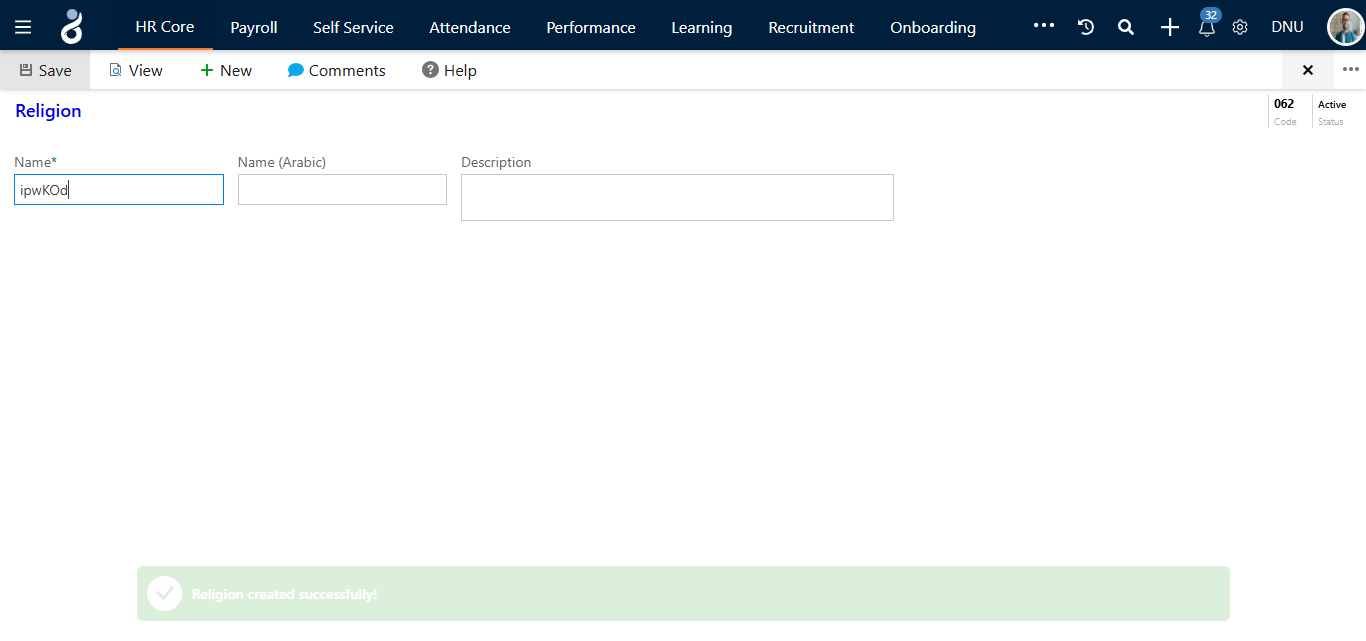 HR Core Payroll Self Service Attendance Performance Learning Recruitment Onboarding 32 DNU
Save View New Comments Help
Religion
062 Active
Code Status
Name* Name (Arabic) Description
ipwKOd
Religion created successfully!